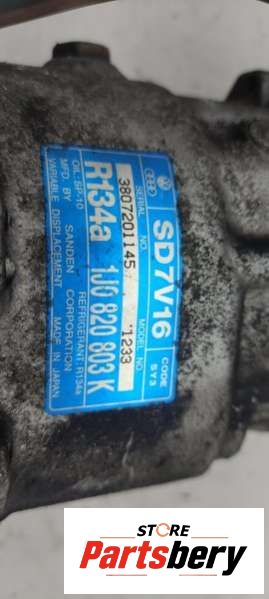 SD7V16
CODE
SY3
SERIAL NO.
MODEL NO.
3807201145
1233
R134a
1J0 820 803 K
OIL:SP-10
REFRIGERANT:R134a
MFD. BY SANDEN CORPORATION
VARIABLE DISPLACEMENT
MADE IN JAPAN
STORE
Partsbery